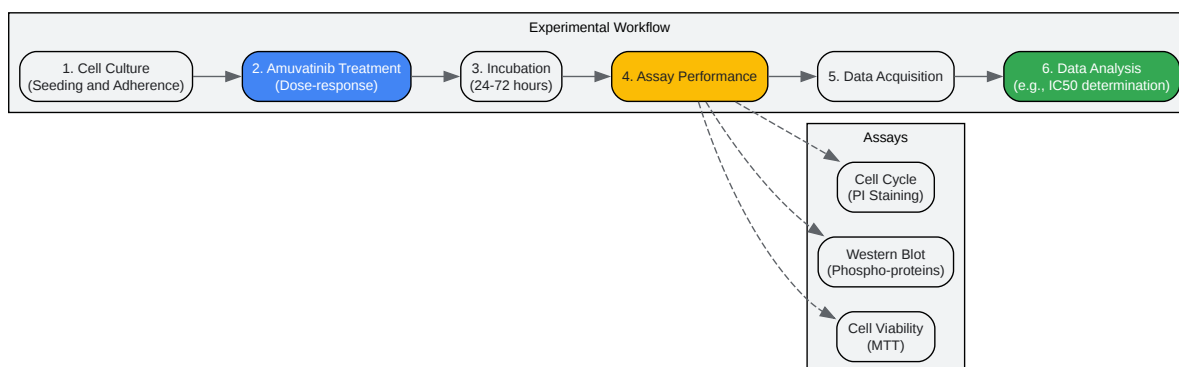 Experimental Workflow
1. Cell Culture
(Seeding and Adherence)
2. Amuvatinib Treatment
(Dose-response)
3. Incubation
(24-72 hours)
4. Assay Performance
5. Data Acquisition
6. Data Analysis
(e.g., IC50 determination)
Assays
Cell Cycle
(PI Staining)
Western Blot
(Phospho-proteins)
Cell Viability
(MTT)